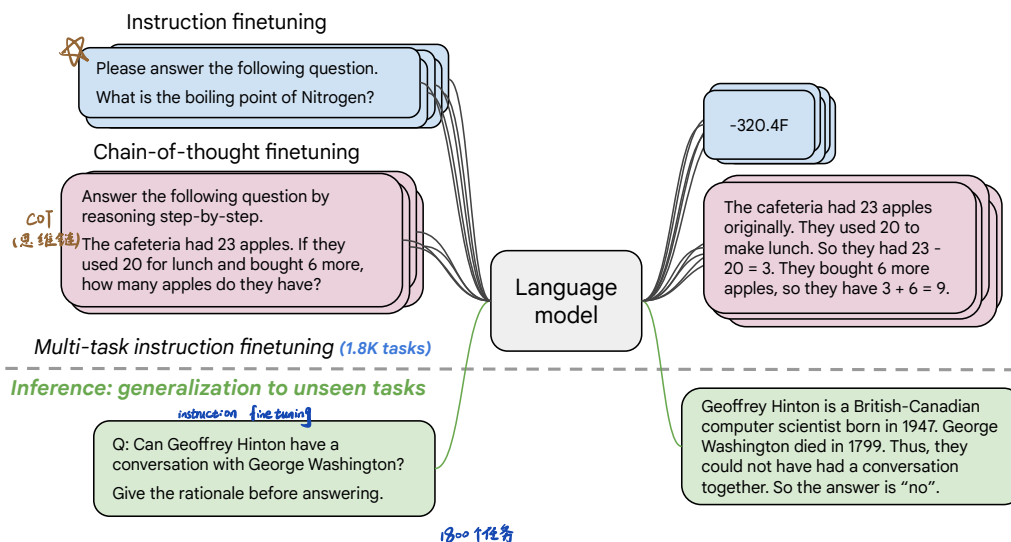 Instruction finetuning
Please answer the following question.
What is the boiling point of Nitrogen?
-320.4F
Chain-of-thought finetuning
COT
(思维链)
Answer the following question by
reasoning step-by-step.
The cafeteria had 23 apples. If they
used 20 for lunch and bought 6 more,
how many apples do they have?
Language
model
The cafeteria had 23 apples
originally. They used 20 to
make lunch. So they had 23 -
20 = 3. They bought 6 more
apples, so they have 3 + 6 = 9.
Multi-task instruction finetuning (1.8K tasks)
Inference: generalization to unseen tasks
instruction finetuning
Q: Can Geoffrey Hinton have a
conversation with George Washington?
Give the rationale before answering.
Geoffrey Hinton is a British-Canadian
computer scientist born in 1947. George
Washington died in 1799. Thus, they
could not have had a conversation
together. So the answer is “no”.
1800个任务